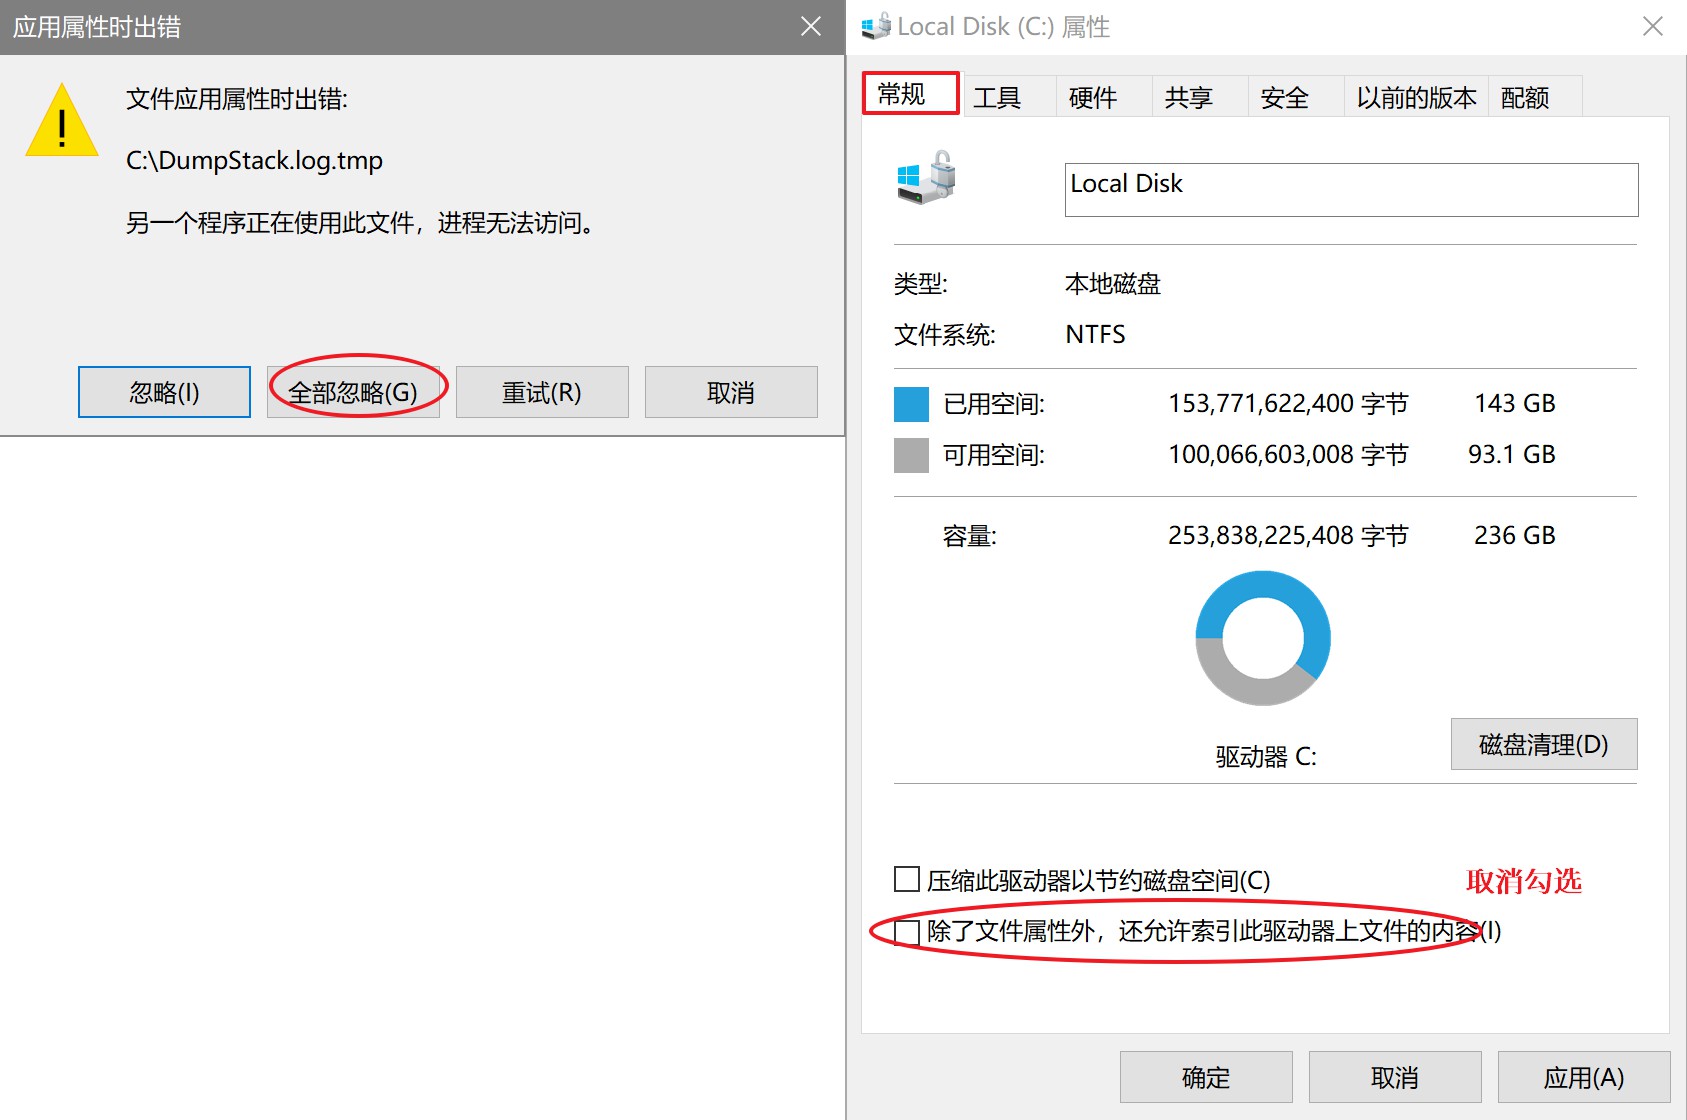 应用属性时出错
文件应用属性时出错:
C:\DumpStack.log.tmp
另一个程序正在使用此文件，进程无法访问。
忽略(I) 全部忽略(G) 重试(R) 取消
Local Disk (C:) 属性
常规 工具 硬件 共享 安全 以前的版本 配额
Local Disk
类型: 本地磁盘
文件系统: NTFS
已用空间: 153,771,622,400 字节 143 GB
可用空间: 100,066,603,008 字节 93.1 GB
容量: 253,838,225,408 字节 236 GB
驱动器 C:
磁盘清理(D)
压缩此驱动器以节约磁盘空间(C)
取消勾选
除了文件属性外，还允许索引此驱动器上文件的内容(I)
确定 取消 应用(A)